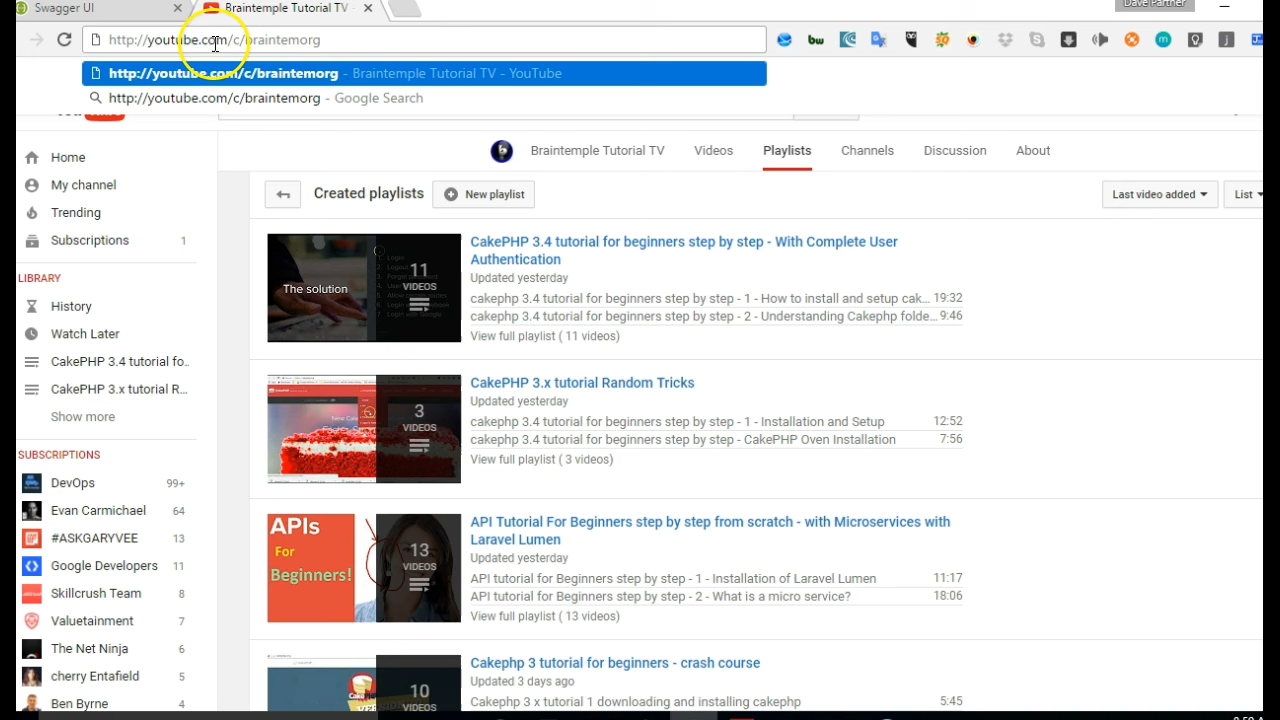 Swagger UI
Braintemple Tutorial TV -
Dave Partner
http://youtube.com/c/braintemorg
bw
http://youtube.com/c/braintemorg - Braintemple Tutorial TV - YouTube
http://youtube.com/c/braintemorg - Google Search
Home
My channel
Trending
Subscriptions 1
LIBRARY
History
Watch Later
CakePHP 3.4 tutorial fo..
CakePHP 3.x tutorial R...
Show more
SUBSCRIPTIONS
DevOps 99+
Evan Carmichael 64
#ASKGARYVEE 13
Google Developers 11
Skillcrush Team 8
Valuetainment 7
The Net Ninja 6
cherry Entafield 5
Ben Byrne 4
Braintemple Tutorial TV Videos Playlists Channels Discussion About
Created playlists New playlist Last video added List
The solution
11
VIDEOS
CakePHP 3.4 tutorial for beginners step by step - With Complete User
Authentication
Updated yesterday
cakephp 3.4 tutorial for beginners step by step - 1 - How to install and setup cak... 19:32
cakephp 3.4 tutorial for beginners step by step - 2 - Understanding Cakephp folde... 9:46
View full playlist ( 11 videos)
3
VIDEOS
CakePHP 3.x tutorial Random Tricks
Updated yesterday
cakephp 3.4 tutorial for beginners step by step - 1 - Installation and Setup 12:52
cakephp 3.4 tutorial for beginners step by step - CakePHP Oven Installation 7:56
View full playlist ( 3 videos)
APIs
For
Beginners!
13
VIDEOS
API Tutorial For Beginners step by step from scratch - with Microservices with
Laravel Lumen
Updated yesterday
API tutorial for Beginners step by step - 1 - Installation of Laravel Lumen 11:17
API tutorial for Beginners step by step - 2 - What is a micro service? 18:06
View full playlist ( 13 videos)
10
VIDEOS
Cakephp 3 tutorial for beginners - crash course
Updated 3 days ago
Cakephp 3 x tutorial 1 downloading and installing cakephp 5:45